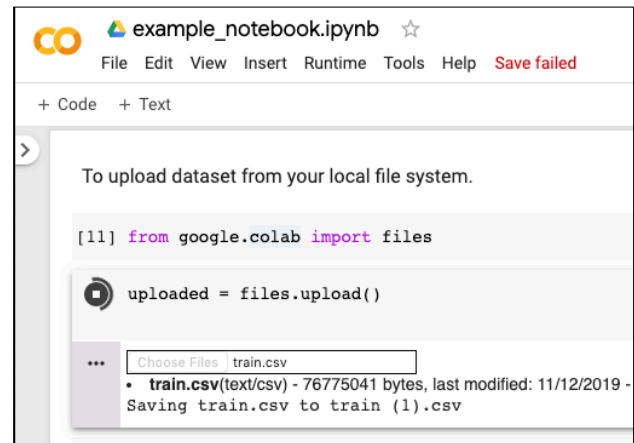 example_notebook.ipynb
File Edit View Insert Runtime Tools Help Save failed
+ Code + Text
To upload dataset from your local file system.
[11] from google.colab import files
uploaded = files.upload()
Choose Files train.csv
• train.csv(text/csv) - 76775041 bytes, last modified: 11/12/2019 -
Saving train.csv to train (1).csv